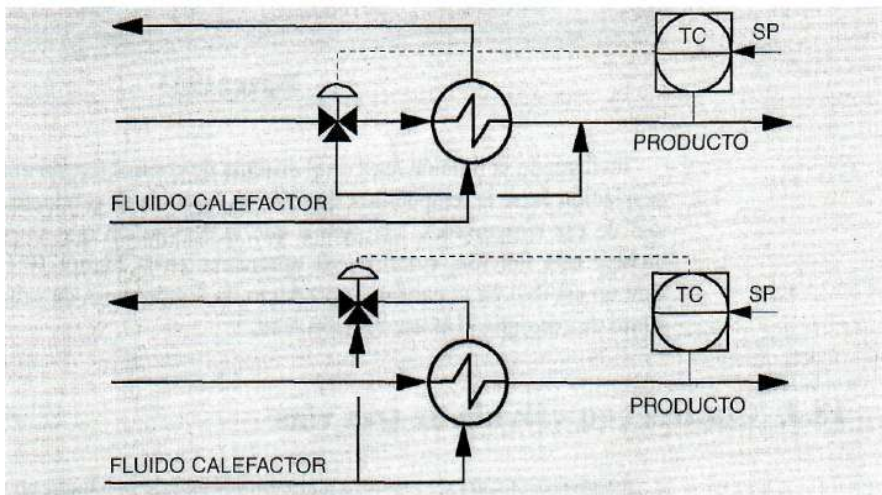 TC
SP
PRODUCTO
FLUIDO CALEFACTOR
TC
SP
PRODUCTO
FLUIDO CALEFACTOR